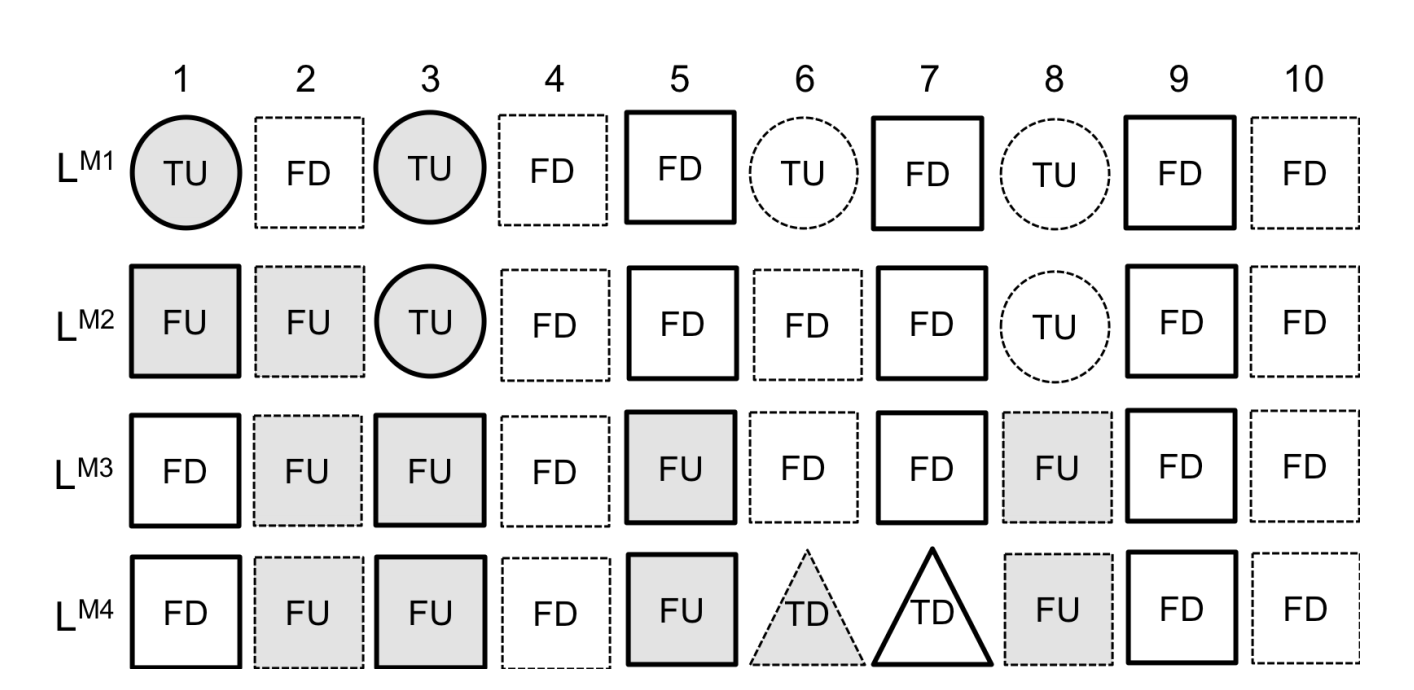 1 2 3 4 5 6 7 8 9 10
L^M1 TU FD TU FD FD TU FD TU FD FD
L^M2 FU FU TU FD FD FD FD TU FD FD
L^M3 FD FU FU FD FU FD FD FU FD FD
L^M4 FD FU FU FD FU TD TD FU FD FD